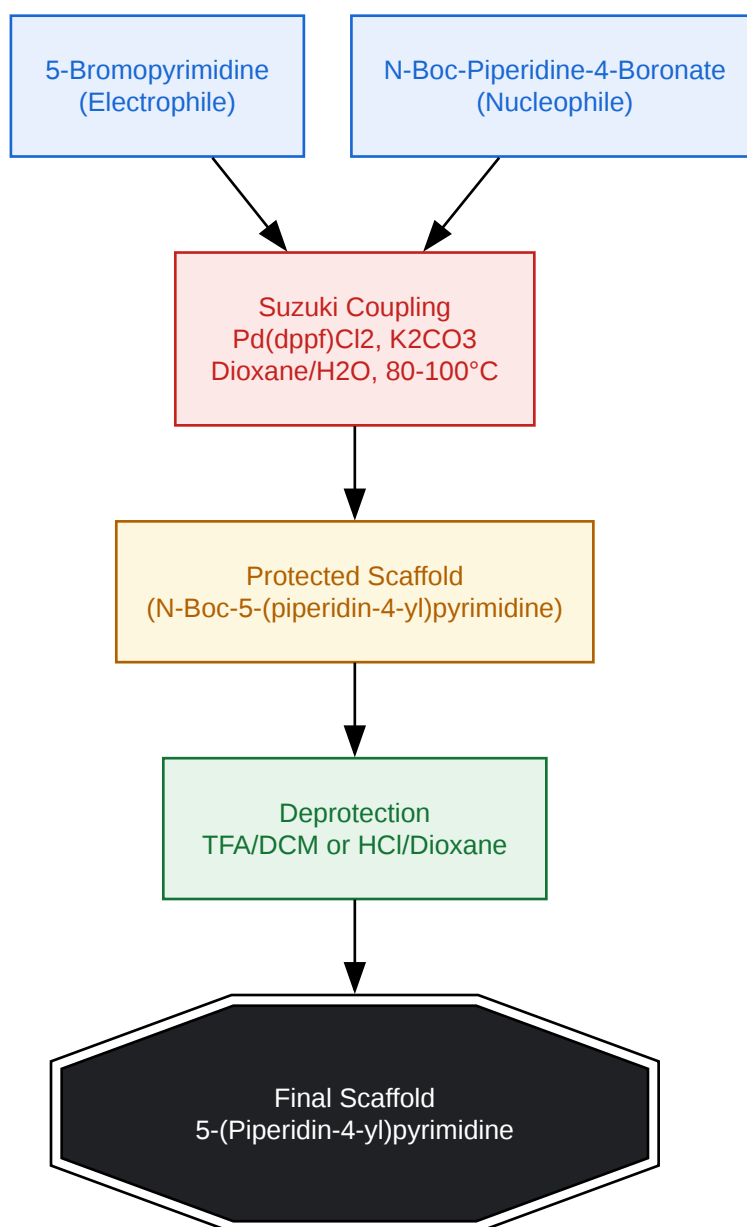 5-Bromopyrimidine
(Electrophile)
N-Boc-Piperidine-4-Boronate
(Nucleophile)
Suzuki Coupling
Pd(dppf)Cl2, K2CO3
Dioxane/H2O, 80-100°C
Protected Scaffold
(N-Boc-5-(piperidin-4-yl)pyrimidine)
Deprotection
TFA/DCM or HCl/Dioxane
Final Scaffold
5-(Piperidin-4-yl)pyrimidine